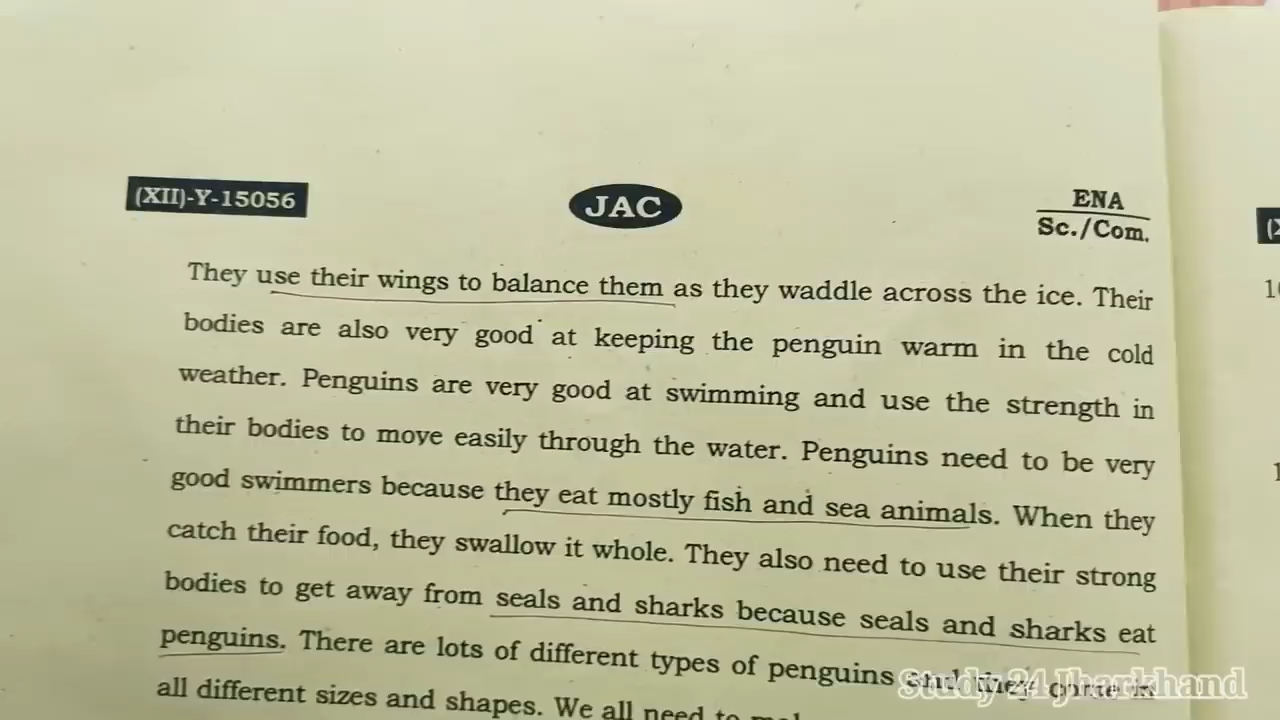 (XII)-Y-15056 JAC ENA
Sc./Com.
They use their wings to balance them as they waddle across the ice. Their
bodies are also very good at keeping the penguin warm in the cold
weather. Penguins are very good at swimming and use the strength in
their bodies to move easily through the water. Penguins need to be very
good swimmers because they eat mostly fish and sea animals. When they
catch their food, they swallow it whole. They also need to use their strong
bodies to get away from seals and sharks because seals and sharks eat
penguins. There are lots of different types of penguins and they come in
all different sizes and shapes. We all need to
Study 24 Jharkhand